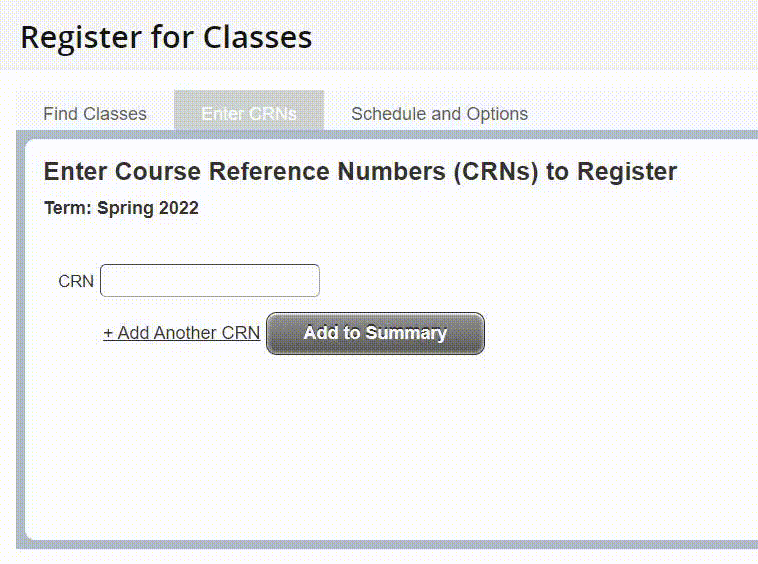 Register for Classes
Find Classes Enter CRNs Schedule and Options
Enter Course Reference Numbers (CRNs) to Register
Term: Spring 2022
CRN
+ Add Another CRN Add to Summary